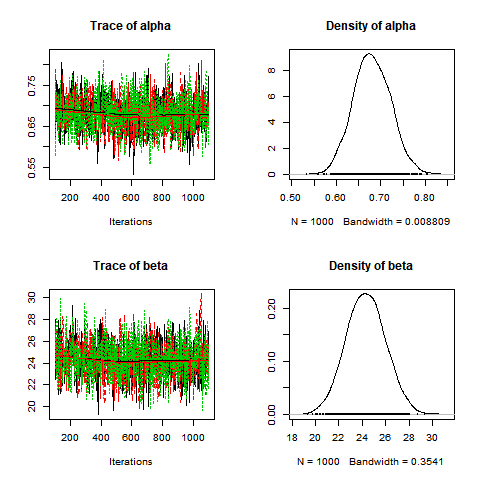 Trace of alpha
0.55 0.65 0.75
200 400 600 800 1000
Iterations
Density of alpha
0 2 4 6 8
0.50 0.60 0.70 0.80
N = 1000 Bandwidth = 0.008809
Trace of beta
20 22 24 26 28 30
200 400 600 800 1000
Iterations
Density of beta
0.00 0.10 0.20
18 20 22 24 26 28 30
N = 1000 Bandwidth = 0.3541